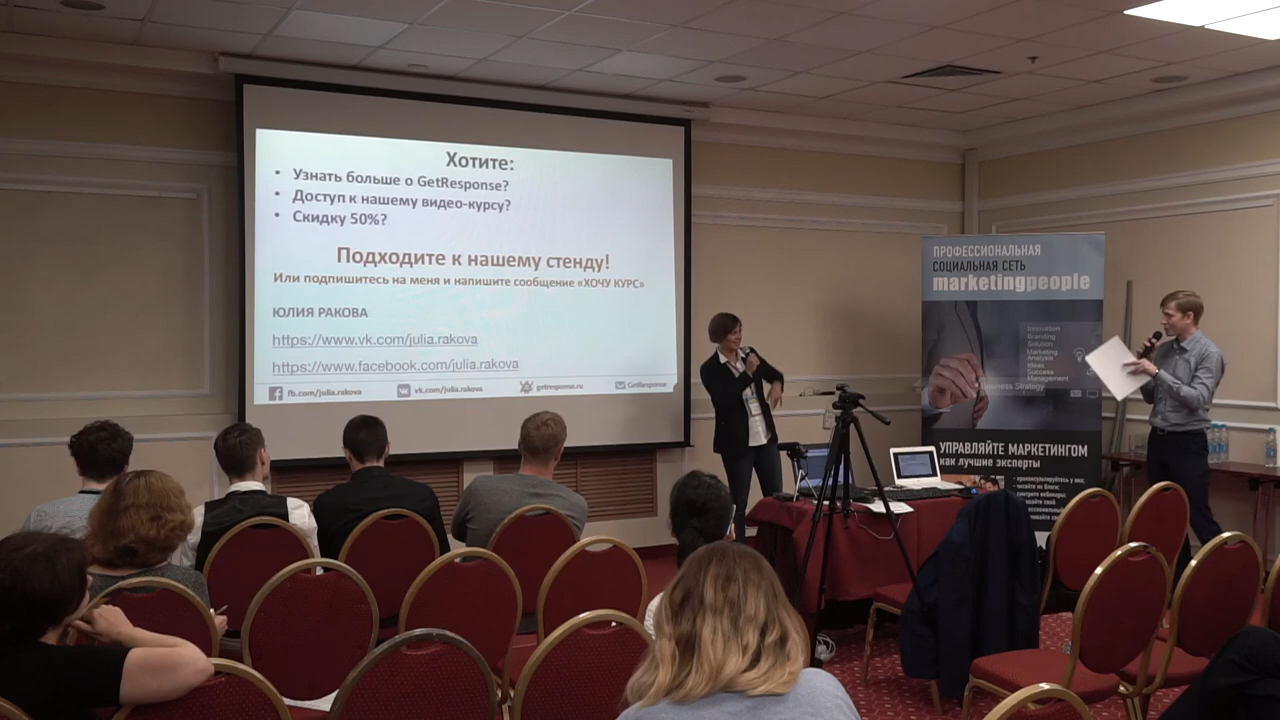 Хотите:
• Узнать больше о GetResponse?
• Доступ к нашему видео-курсу?
• Скидку 50%?
Подходите к нашему стенду!
Или подпишитесь на меня и напишите сообщение «ХОЧУ КУРС»
ЮЛИЯ РАКОВА
https://www.vk.com/julia.rakova
https://www.facebook.com/julia.rakova
fb.com/julia.rakova vk.com/julia.rakova getresponse.ru GetResponse
ПРОФЕССИОНАЛЬНАЯ
СОЦИАЛЬНАЯ СЕТЬ
marketingpeople
Innovation
Branding
Solution
Marketing
Analysis
Ideas
Success
Management
Business Strategy
УПРАВЛЯЙТЕ МАРКЕТИНГОМ
как лучшие эксперты